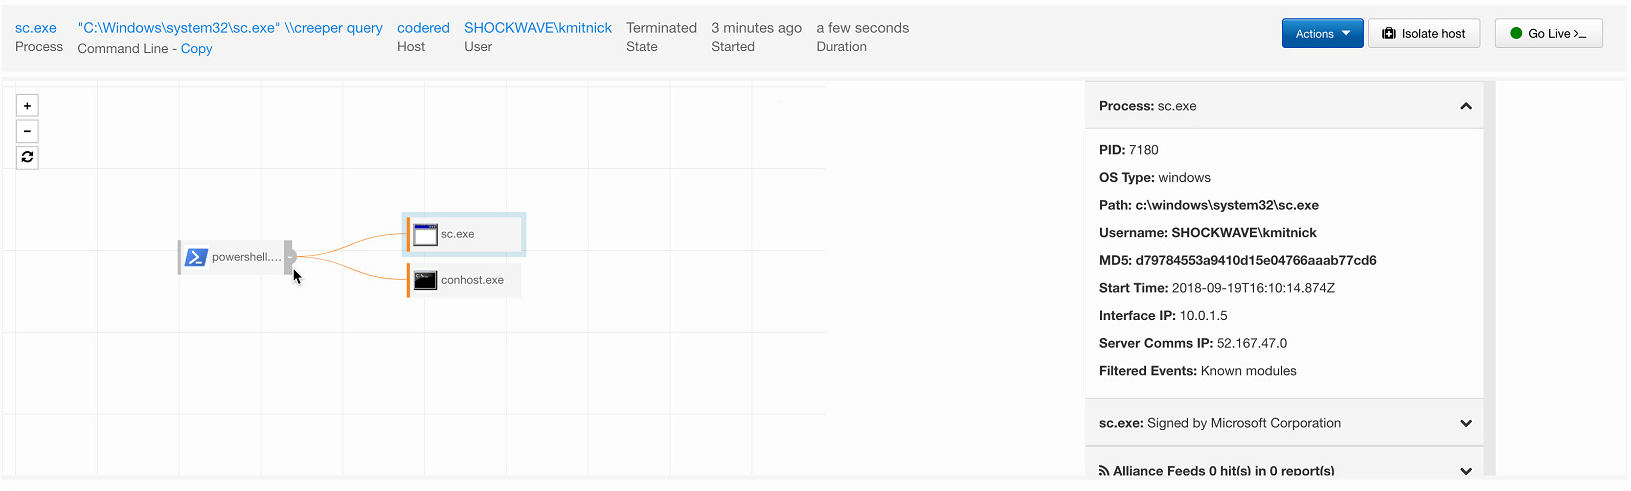 sc.exe "C:\Windows\system32\sc.exe" \\creeper query codered SHOCKWAVE\kmitnick Terminated 3 minutes ago a few seconds
Process Command Line - Copy Host User State Started Duration
Actions Isolate host Go Live >_
+
−
powershell....
sc.exe
conhost.exe
Process: sc.exe
PID: 7180
OS Type: windows
Path: c:\windows\system32\sc.exe
Username: SHOCKWAVE\kmitnick
MD5: d79784553a9410d15e04766aaab77cd6
Start Time: 2018-09-19T16:10:14.874Z
Interface IP: 10.0.1.5
Server Comms IP: 52.167.47.0
Filtered Events: Known modules
sc.exe: Signed by Microsoft Corporation
Alliance Feeds 0 hit(s) in 0 report(s)